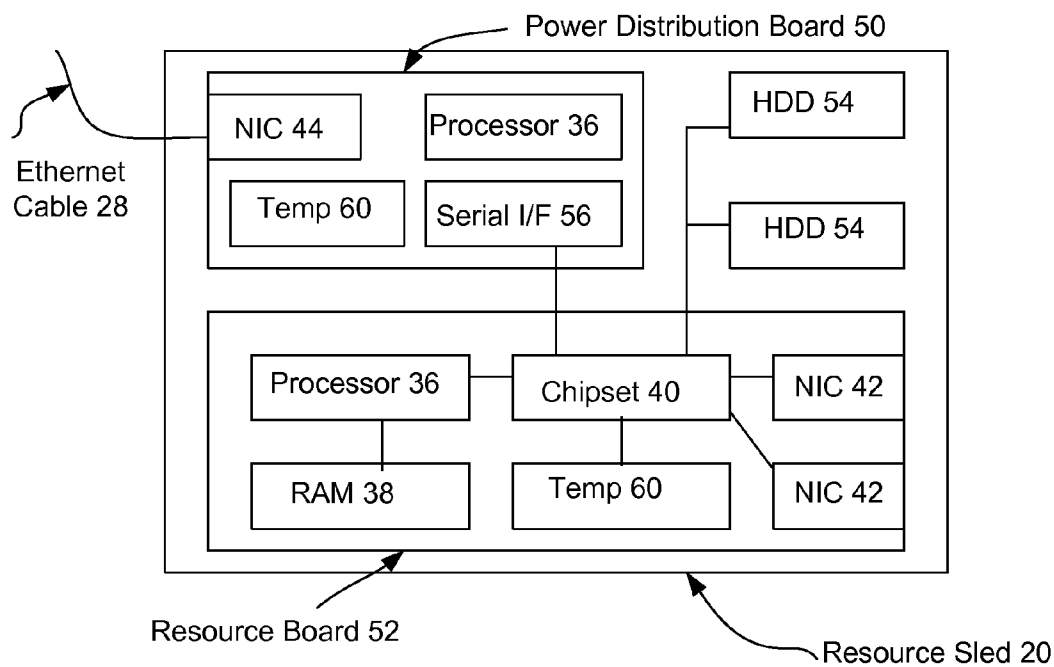 Power Distribution Board 50
NIC 44
Processor 36
HDD 54
Ethernet
Cable 28
Temp 60
Serial I/F 56
HDD 54
Processor 36
Chipset 40
NIC 42
RAM 38
Temp 60
NIC 42
Resource Board 52
Resource Sled 20